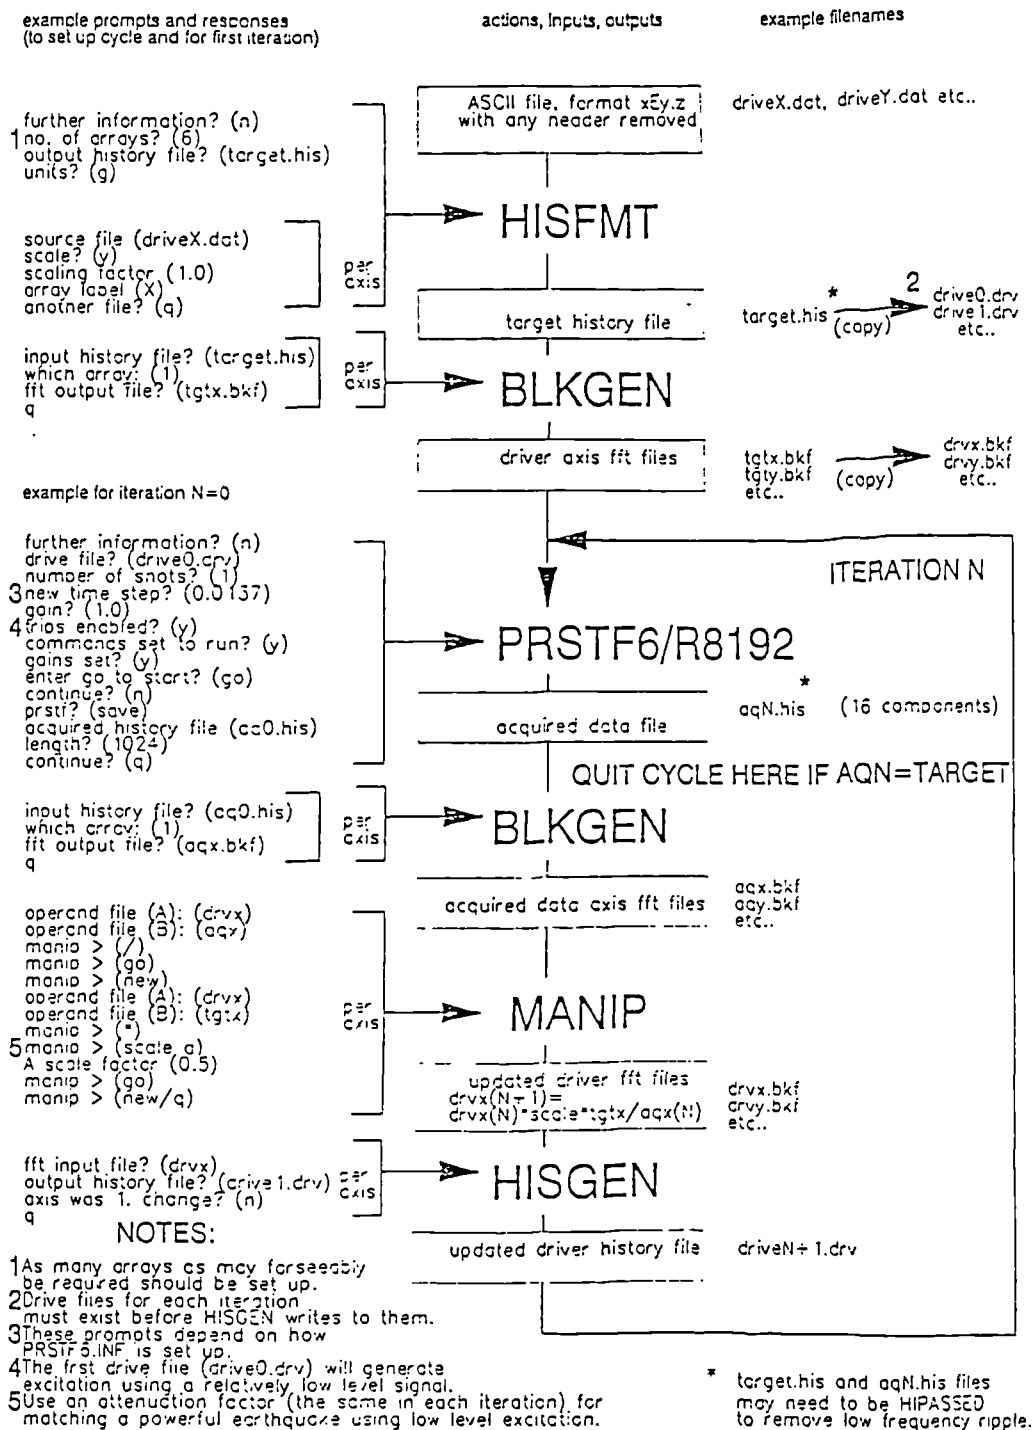 example prompts and responses
(to set up cycle and for first iteration)
actions, inputs, outputs
example filenames
ASCII file, format xEy.z
with any header removed
driveX.dat, driveY.dat etc..
further information? (n)
1 no. of arrays? (6)
output history file? (target.his)
units? (g)
HISFMT
source file (driveX.dat)
scale? (y)
scaling factor (1.0)
array label (X)
another file? (q)
per
axis
target history file
target.his
*
(copy)
2
drive0.drv
drive1.drv
etc..
input history file? (target.his)
which array: (1)
fft output file? (tgtx.bkf)
q
per
axis
BLKGEN
driver axis fft files
tgtx.bkf
tgty.bkf
etc..
(copy)
drvx.bkf
drvy.bkf
etc..
example for iteration N=0
ITERATION N
further information? (n)
drive file? (drive0.drv)
number of shots? (1)
3 new time step? (0.0137)
gain? (1.0)
4 trips enabled? (y)
commands set to run? (y)
gains set? (y)
enter go to start? (go)
continue? (n)
prstf? (save)
acquired history file (aq0.his)
length? (1024)
continue? (q)
PRSTF6/R8192
acquired data file
*
aqN.his (16 components)
QUIT CYCLE HERE IF AQN=TARGET
input history file? (aq0.his)
which array: (1)
fft output file? (aqx.bkf)
q
per
axis
BLKGEN
acquired data axis fft files
aqx.bkf
aqy.bkf
etc..
operand file (A): (drvx)
operand file (B): (aqx)
manip > (/)
manip > (go)
manip > (new)
operand file (A): (drvx)
operand file (B): (tgtx)
manip > (*)
5 manip > (scale a)
A scale factor (0.5)
manip > (go)
manip > (new/q)
per
axis
MANIP
updated driver fft files
drvx(N+1)=
drvx(N)*scale*tgtx/aqx(N)
drvx.bkf
drvy.bkf
etc..
fft input file? (drvx)
output history file? (drive1.drv)
axis was 1. change? (n)
q
per
axis
HISGEN
updated driver history file
driveN+1.drv
NOTES:
1 As many arrays as may forseeably
be required should be set up.
2 Drive files for each iteration
must exist before HISGEN writes to them.
3 These prompts depend on how
PRSTF6.INF is set up.
4 The frst drive file (drive0.drv) will generate
excitation using a relatively low level signal.
5 Use an attenuation factor (the same in each iteration) for
matching a powerful earthquake using low level excitation.
* target.his and aqN.his files
may need to be HIPASSED
to remove low frequency ripple.